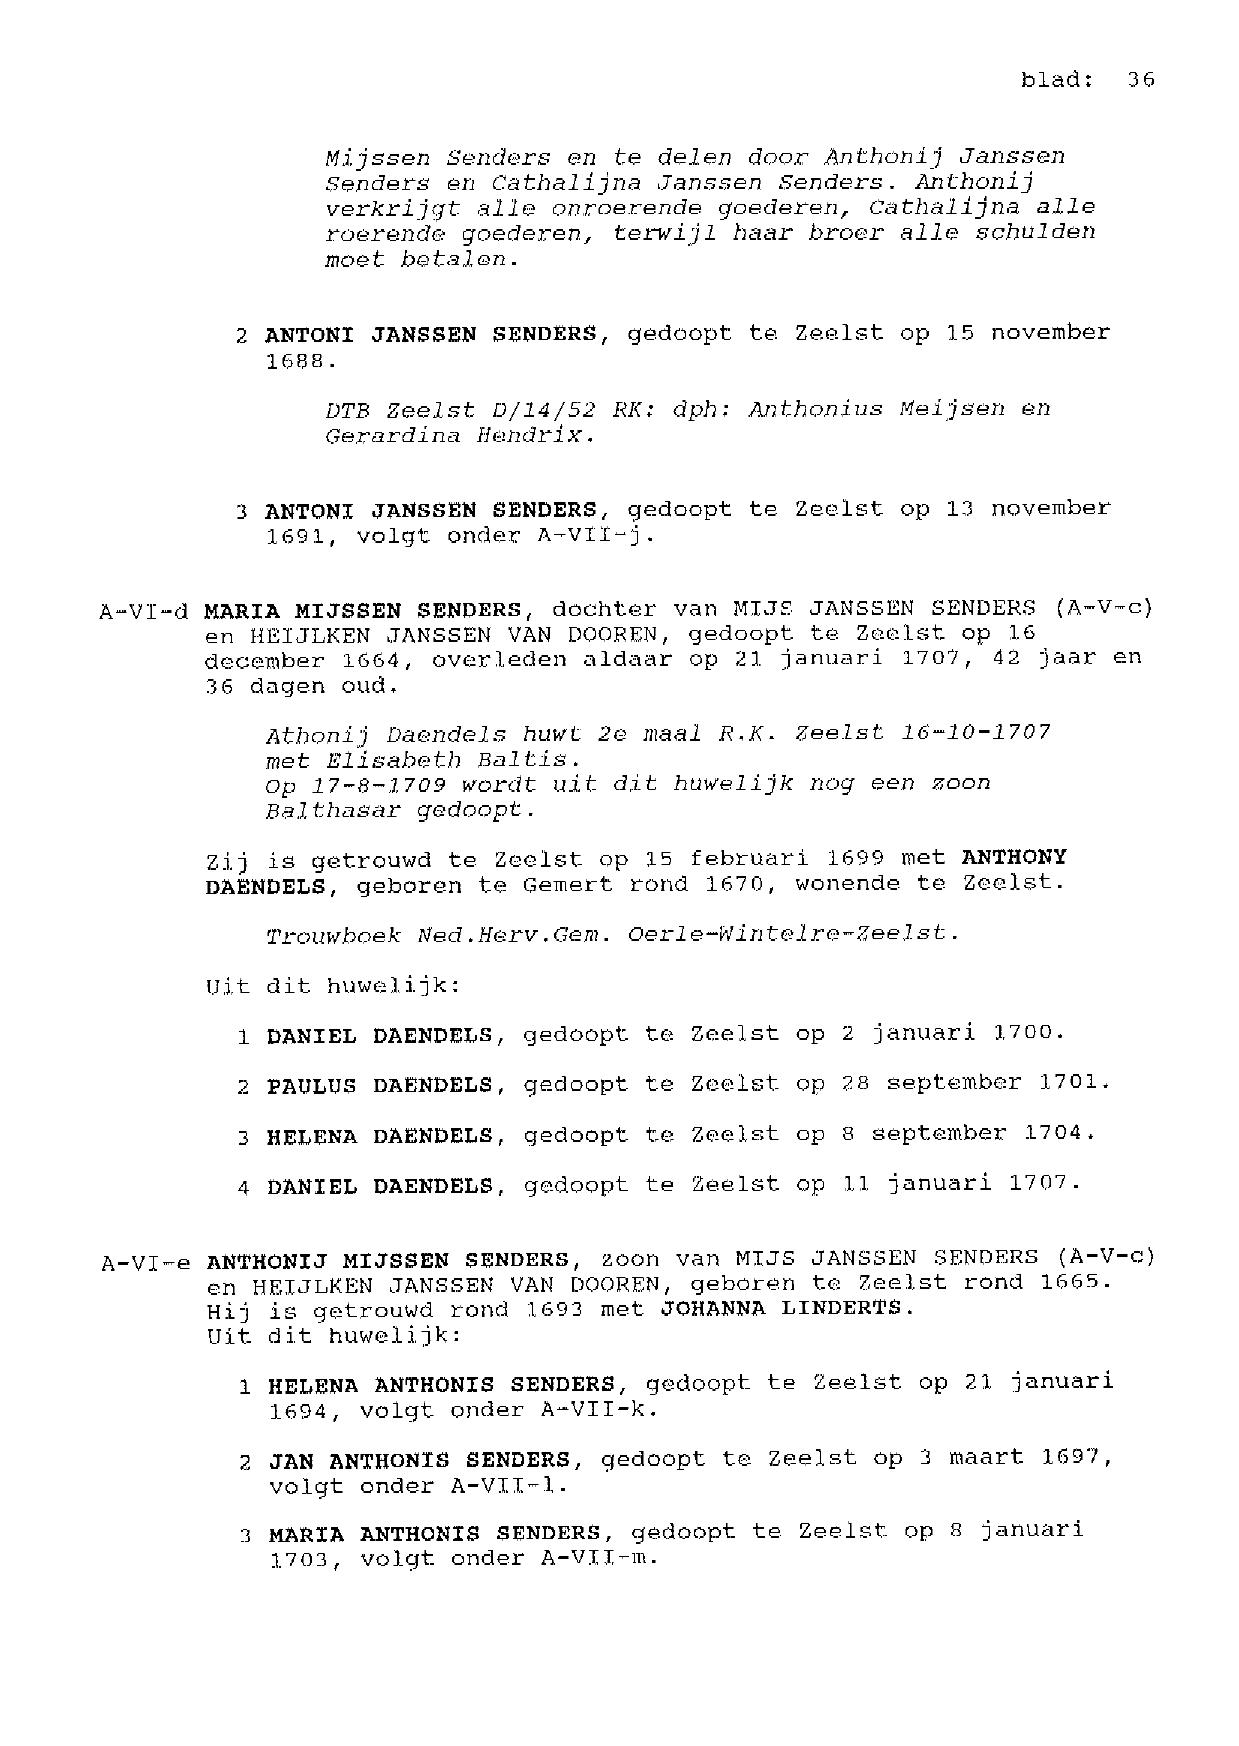 blad: 36
Mijssen Senders en te delen door Anthonij Janssen
Senders en Cathalijna Janssen Senders. Anthonij
verkrijgt alle onroerende goederen, Cathalijna alle
roerende goederen, terwijl haar broer alle schulden
moet betalen.
2 ANTONI JANSSEN SENDERS, gedoopt te Zeelst op 15 november
1688.
DTB Zeelst D/14/52 RK: dph: Anthonius Meijsen en
Gerardina Hendrix.
3 ANTONI JANSSEN SENDERS, gedoopt te Zeelst op 13 november
1691, volgt onder A-VII-j.
A-VI-d MARIA MIJSSEN SENDERS, dochter van MIJS JANSSEN SENDERS (A-V-c)
en HEIJLKEN JANSSEN VAN DOOREN, gedoopt te Zeelst op 16
december 1664, overleden aldaar op 21 januari 1707, 42 jaar en
36 dagen oud.
Athonij Daendels huwt 2e maal R.K. Zeelst 16-10-1707
met Elisabeth Baltis.
Op 17-8-1709 wordt uit dit huwelijk nog een zoon
Balthasar gedoopt.
Zij is getrouwd te Zeelst op 15 februari 1699 met ANTHONY
DAENDELS, geboren te Gemert rond 1670, wonende te Zeelst.
Trouwboek Ned.Herv.Gem. Oerle-Wintelre-Zeelst.
Uit dit huwelijk:
1 DANIEL DAENDELS, gedoopt te Zeelst op 2 januari 1700.
2 PAULUS DAENDELS, gedoopt te Zeelst op 28 september 1701.
3 HELENA DAENDELS, gedoopt te Zeelst op 8 september 1704.
4 DANIEL DAENDELS, gedoopt te Zeelst op 11 januari 1707.
A-VI-e ANTHONIJ MIJSSEN SENDERS, zoon van MIJS JANSSEN SENDERS (A-V-c)
en HEIJLKEN JANSSEN VAN DOOREN, geboren te Zeelst rond 1665.
Hij is getrouwd rond 1693 met JOHANNA LINDERTS.
Uit dit huwelijk:
1 HELENA ANTHONIS SENDERS, gedoopt te Zeelst op 21 januari
1694, volgt onder A-VII-k.
2 JAN ANTHONIS SENDERS, gedoopt te Zeelst op 3 maart 1697,
volgt onder A-VII-l.
3 MARIA ANTHONIS SENDERS, gedoopt te Zeelst op 8 januari
1703, volgt onder A-VII-m.